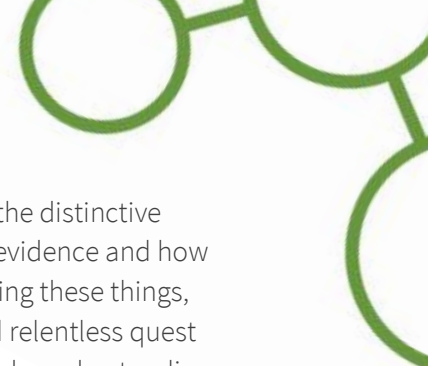 the distinctive
evidence and how
ing these things,
relentless quest